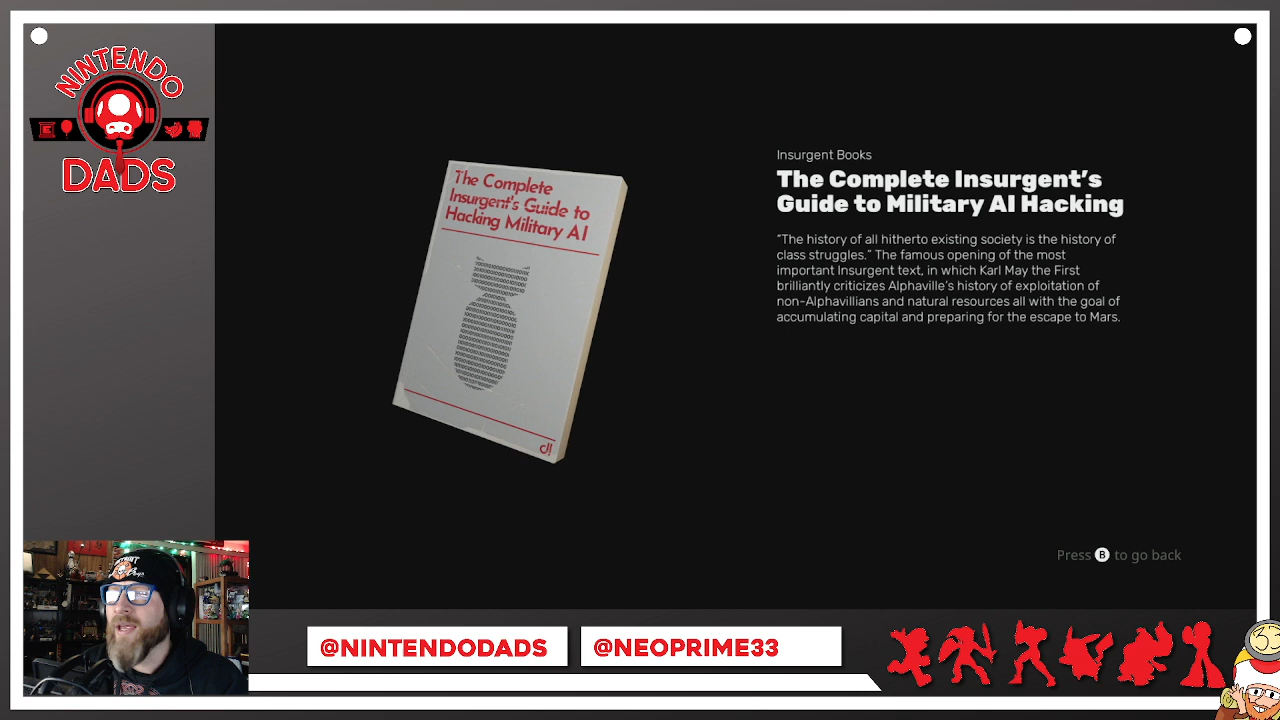 NINTENDO
DADS
The Complete
Insurgent's Guide to
Hacking Military AI
d!
Insurgent Books
The Complete Insurgent's
Guide to Military AI Hacking
"The history of all hitherto existing society is the history of
class struggles." The famous opening of the most
important Insurgent text, in which Karl May the First
brilliantly criticizes Alphaville's history of exploitation of
non-Alphavillians and natural resources all with the goal of
accumulating capital and preparing for the escape to Mars.
Press B to go back
@NINTENDODADS
@NEOPRIME33